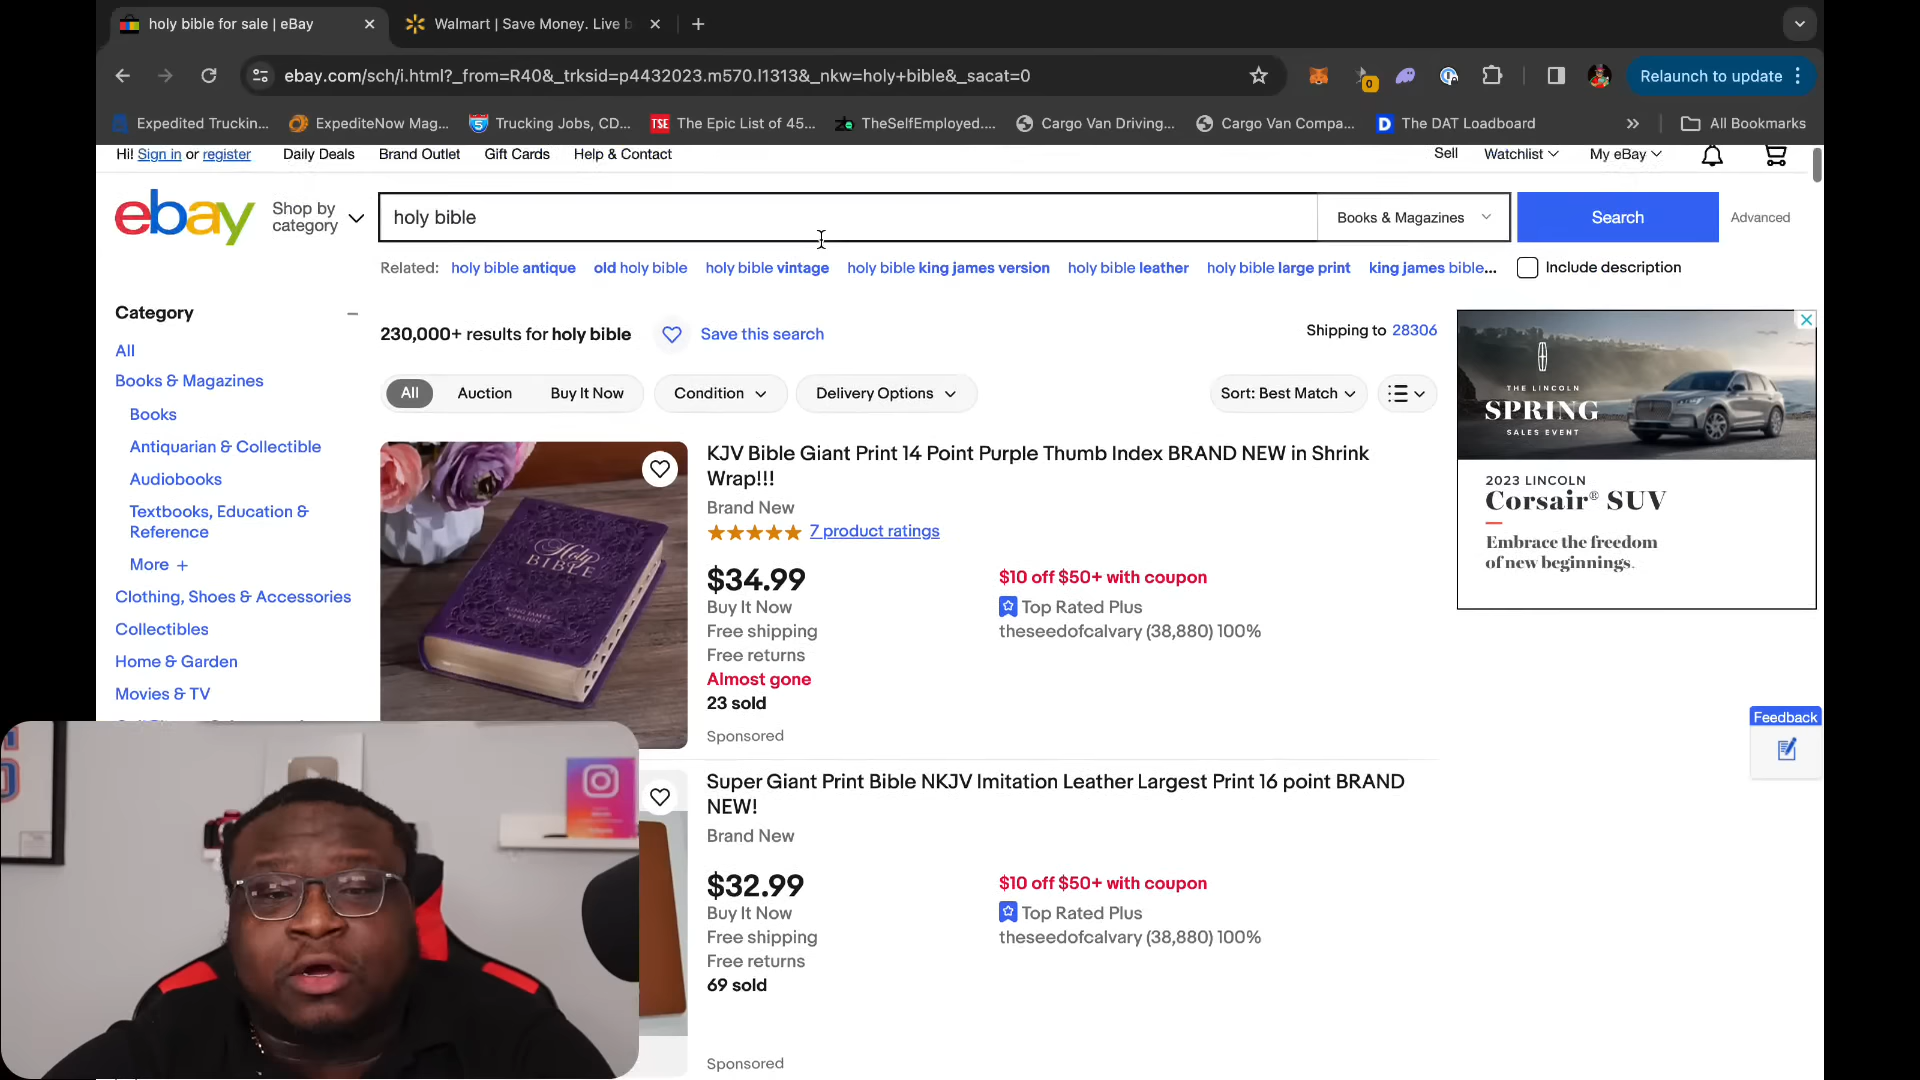 holy bible for sale | eBay
Walmart | Save Money. Live b
ebay.com/sch/i.html?_from=R40&_trksid=p4432023.m570.l1313&_nkw=holy+bible&_sacat=0
0
Relaunch to update
Expedited Truckin...
ExpediteNow Mag...
5
Trucking Jobs, CD...
TSE
The Epic List of 45...
TheSelfEmployed....
Cargo Van Driving...
Cargo Van Compa...
D
The DAT Loadboard
All Bookmarks
Hi! Sign in or register
Daily Deals
Brand Outlet
Gift Cards
Help & Contact
Sell
Watchlist
My eBay
ebay
Shop by
category
holy bible
Books & Magazines
Search
Advanced
Related: holy bible antique old holy bible holy bible vintage holy bible king james version holy bible leather holy bible large print king james bible...
Include description
Category
All
Books & Magazines
Books
Antiquarian & Collectible
Audiobooks
Textbooks, Education &
Reference
More +
Clothing, Shoes & Accessories
Collectibles
Home & Garden
Movies & TV
230,000+ results for holy bible
Save this search
Shipping to 28306
All
Auction
Buy It Now
Condition
Delivery Options
Sort: Best Match
Holy
BIBLE
KING JAMES
VERSION
KJV Bible Giant Print 14 Point Purple Thumb Index BRAND NEW in Shrink
Wrap!!!
Brand New
7 product ratings
$34.99
Buy It Now
Free shipping
Free returns
Almost gone
23 sold
Sponsored
$10 off $50+ with coupon
Top Rated Plus
theseedofcalvary (38,880) 100%
Super Giant Print Bible NKJV Imitation Leather Largest Print 16 point BRAND
NEW!
Brand New
$32.99
Buy It Now
Free shipping
Free returns
69 sold
Sponsored
$10 off $50+ with coupon
Top Rated Plus
theseedofcalvary (38,880) 100%
THE LINCOLN
SPRING
SALES EVENT
2023 LINCOLN
Corsair® SUV
Embrace the freedom
of new beginnings.
Feedback